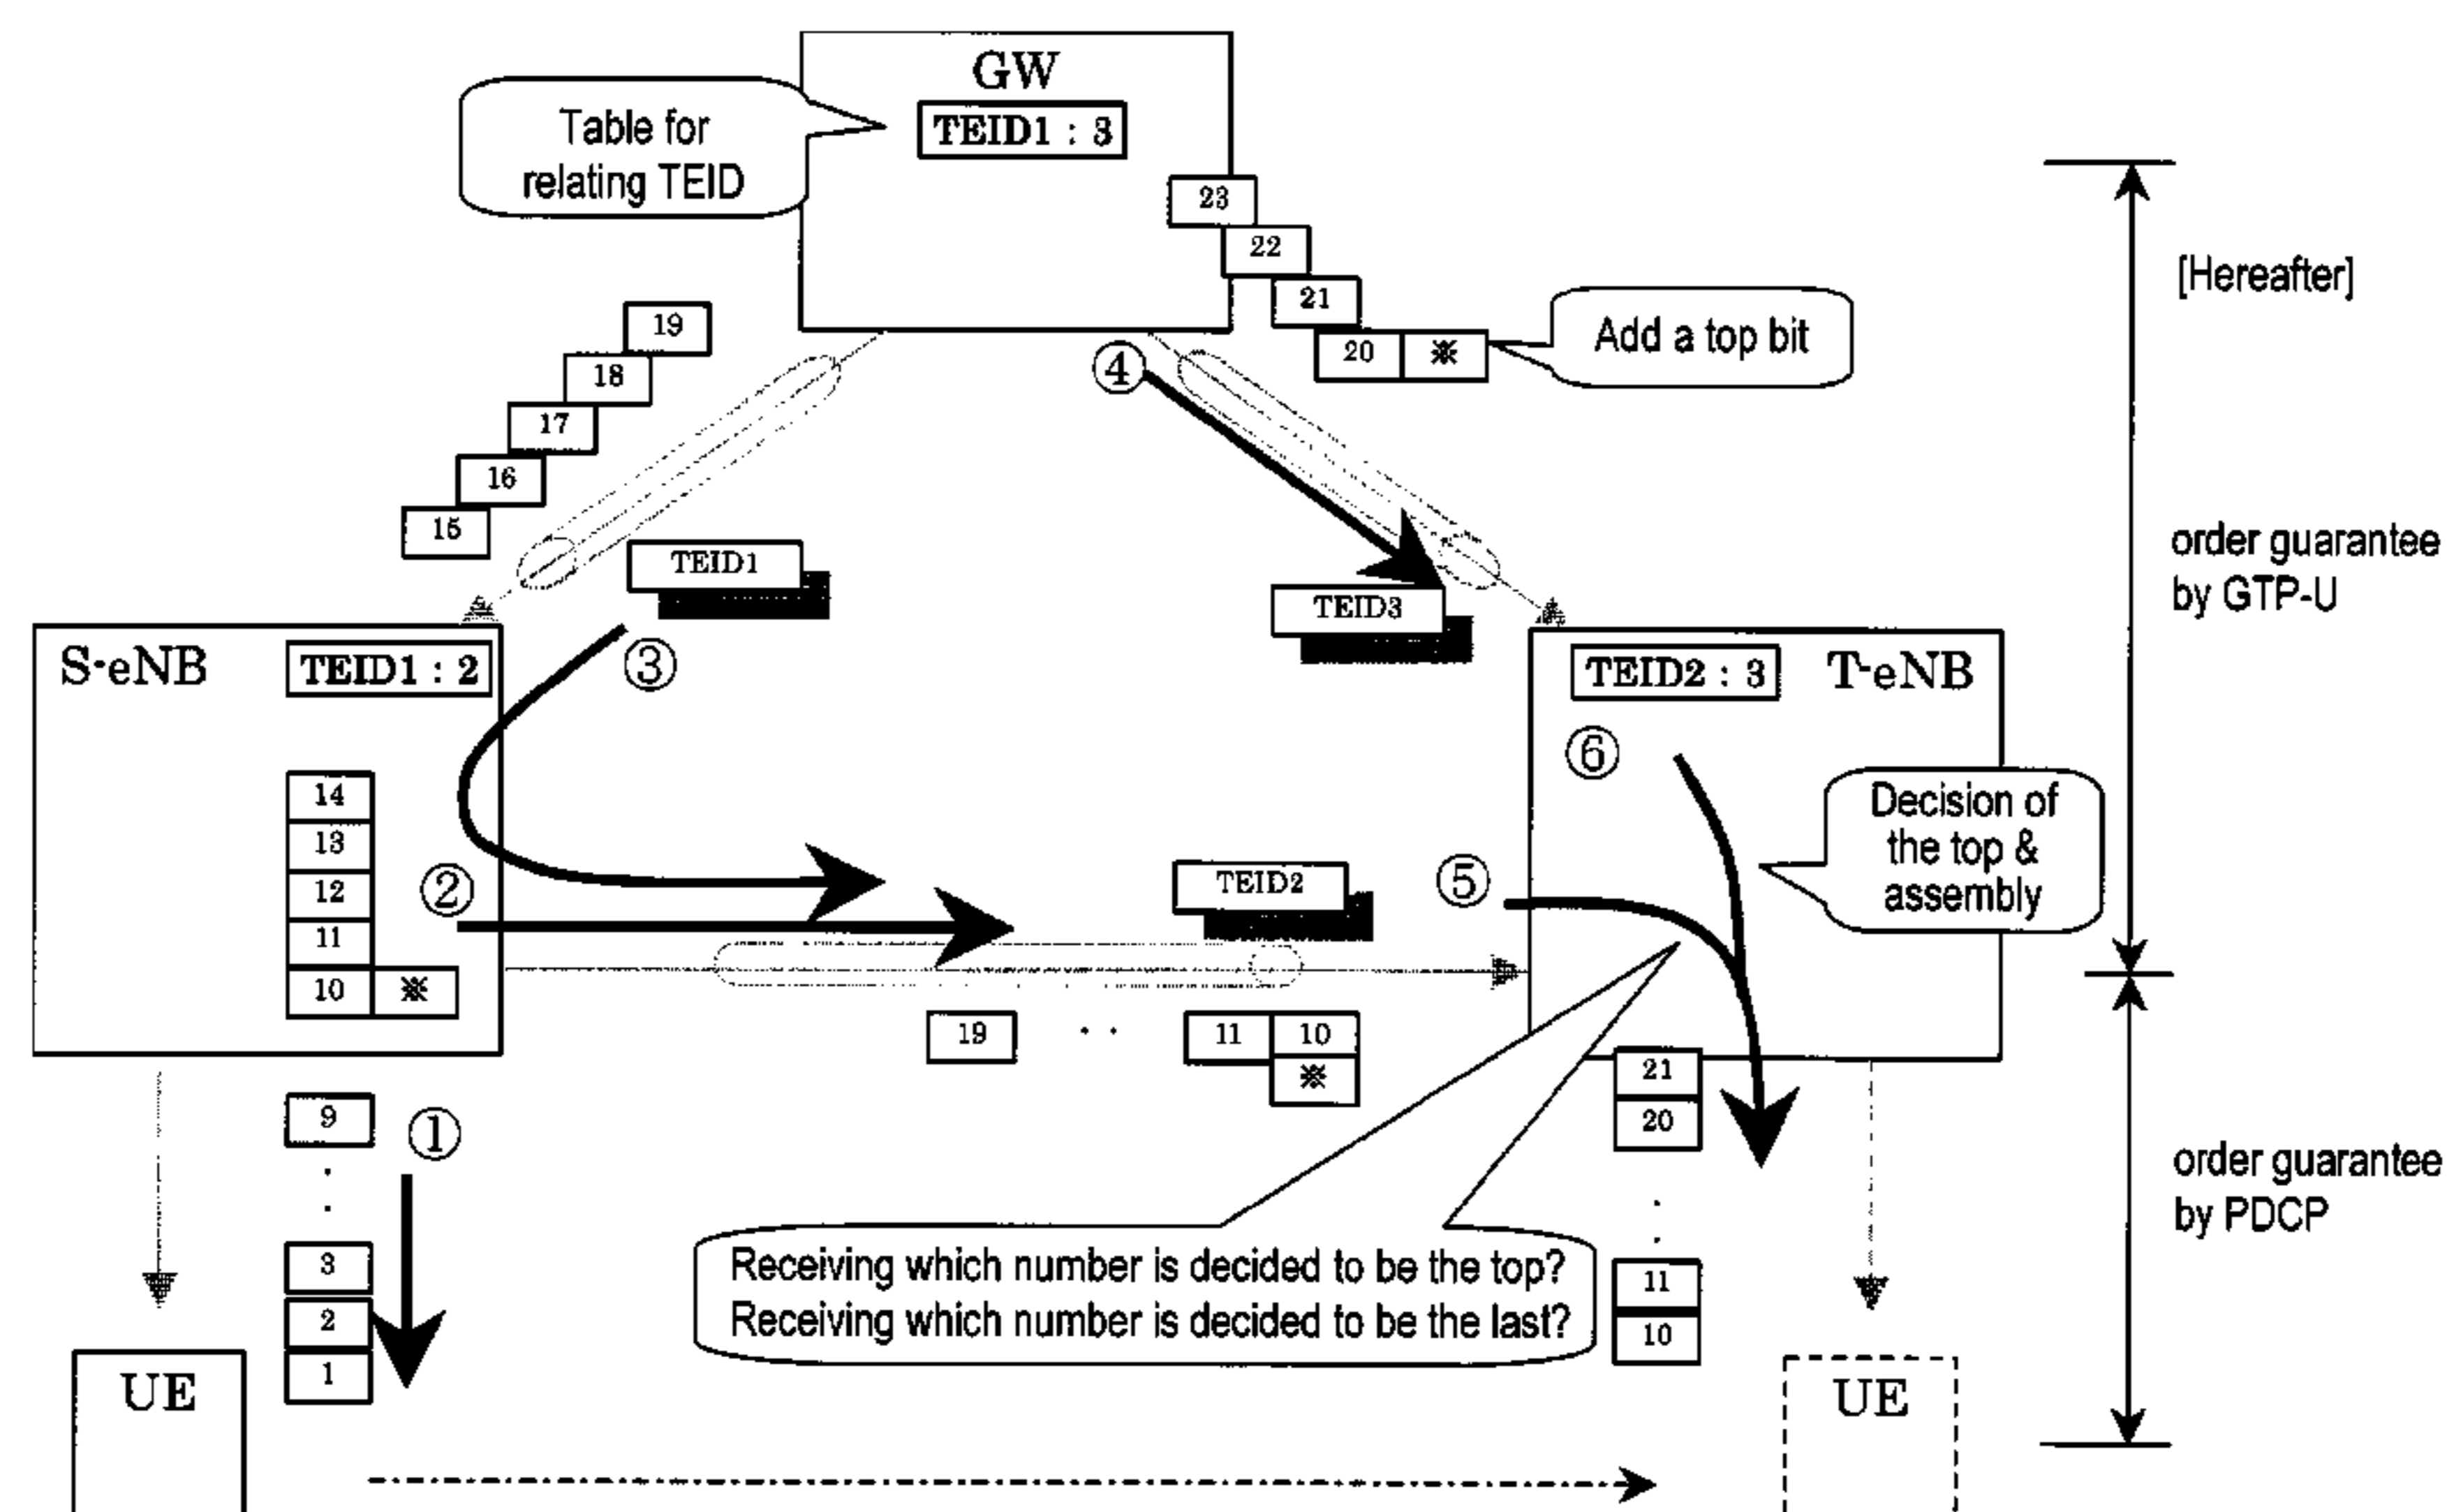 GW
Table for
relating TEID
TEID1 : 3
23
22
21
20 ※
Add a top bit
[Hereafter]
19
18
17
16
15
④
order guarantee
by GTP-U
TEID1
TEID3
S-eNB
TEID1 : 2
③
TEID2 : 3
T-eNB
⑥
14
13
12
11
10 ※
②
TEID2
⑤
Decision of
the top &
assembly
19 · · 11 10
※
9
·
·
3
2
1
①
21
20
·
·
11
10
Receiving which number is decided to be the top?
Receiving which number is decided to be the last?
order guarantee
by PDCP
UE
UE